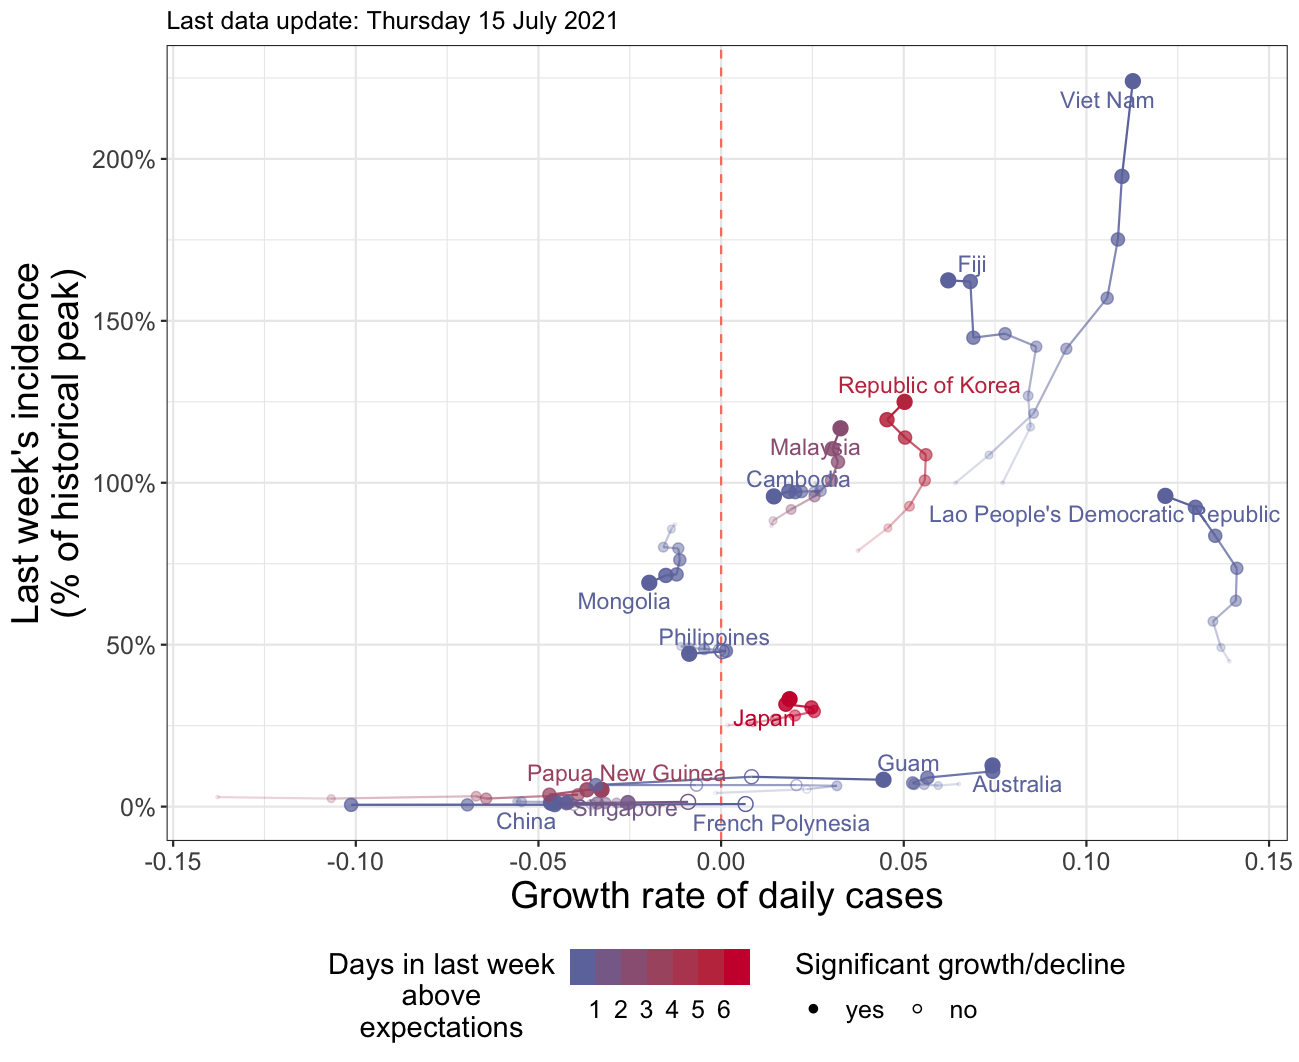 Last data update: Thursday 15 July 2021
Last week's incidence
(% of historical peak)
200%
150%
100%
50%
0%
Viet Nam
Fiji
Republic of Korea
Malaysia
Cambodia
Lao People's Democratic Republic
Mongolia
Philippines
Japan
Guam
Papua New Guinea
Australia
Singapore
China
French Polynesia
-0.15
-0.10
-0.05
0.00
0.05
0.10
0.15
Growth rate of daily cases
Days in last week
above
expectations
1 2 3 4 5 6
Significant growth/decline
yes
no